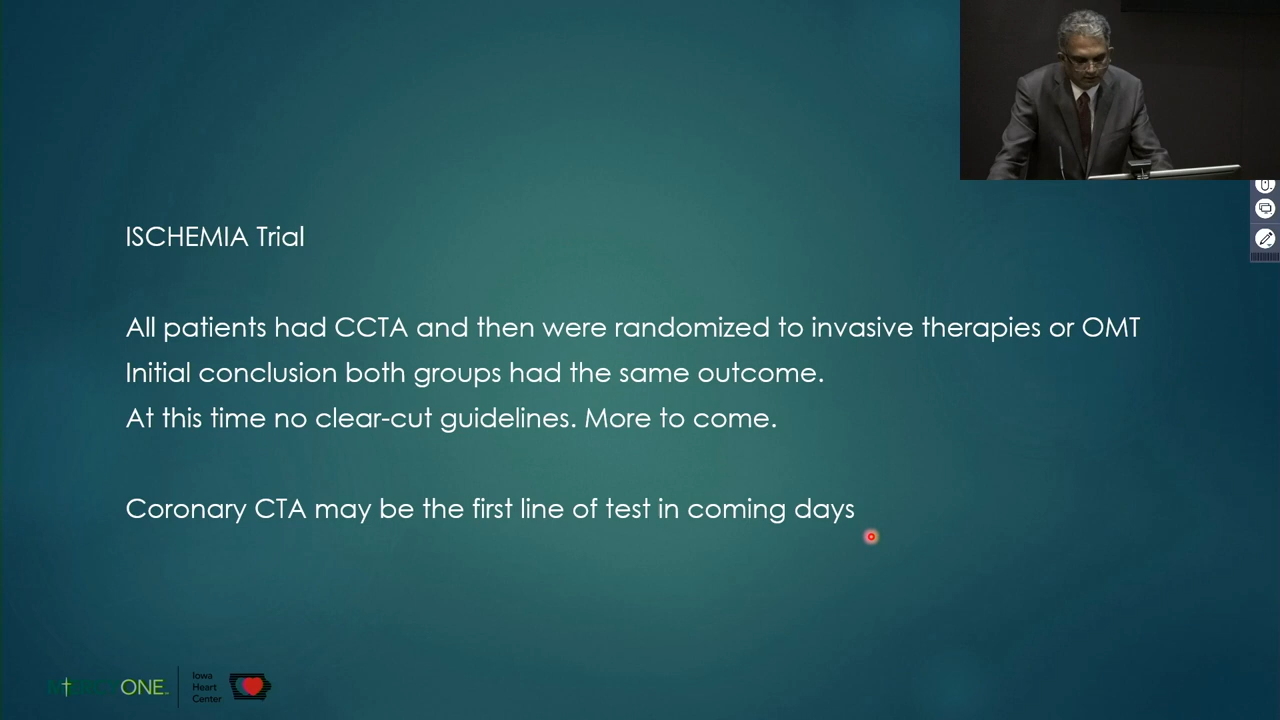 ISCHEMIA Trial
All patients had CCTA and then were randomized to invasive therapies or OMT
Initial conclusion both groups had the same outcome.
At this time no clear-cut guidelines. More to come.
Coronary CTA may be the first line of test in coming days
MERCYONE
Iowa
Heart
Center